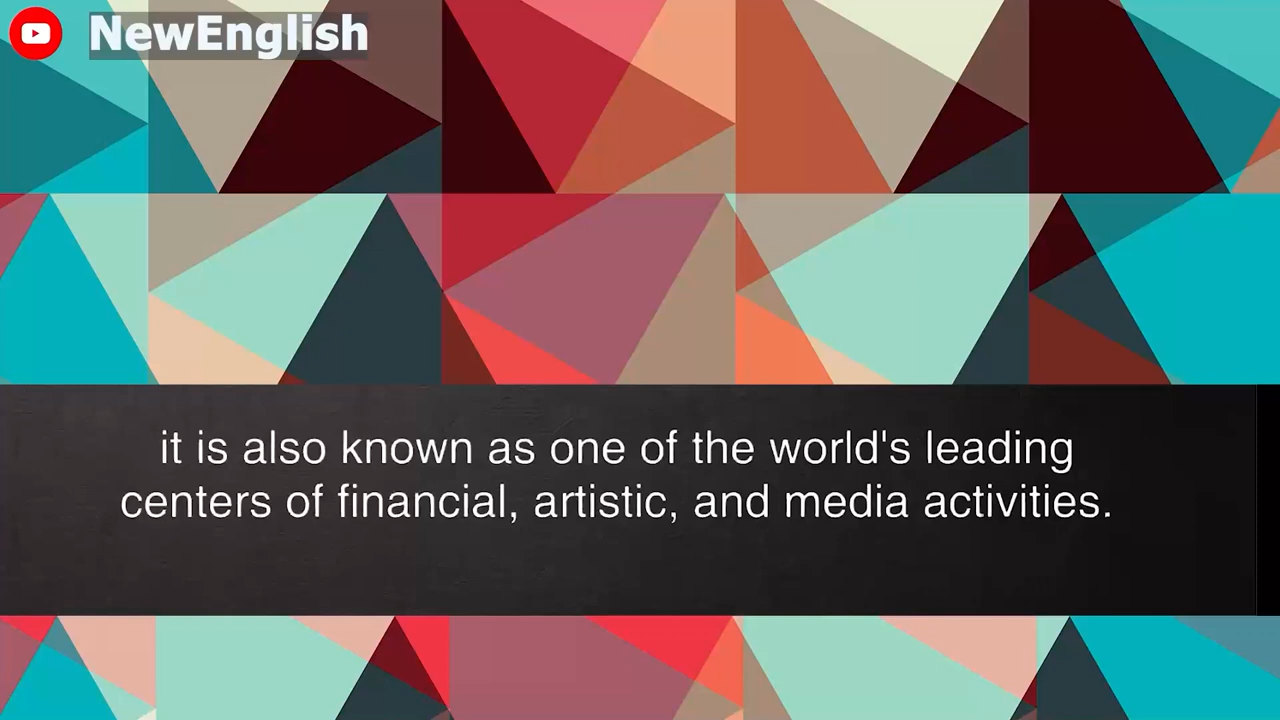 NewEnglish
it is also known as one of the world's leading
centers of financial, artistic, and media activities.